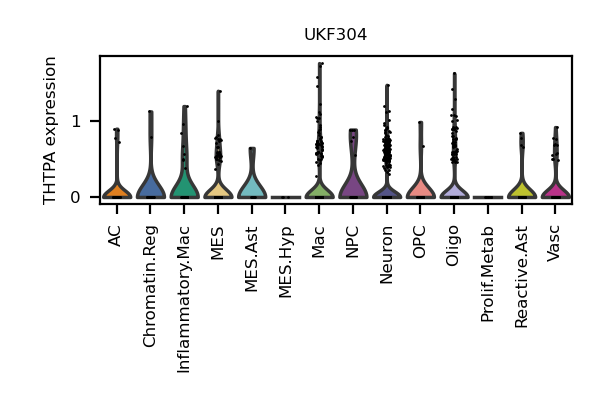 UKF304
THTPA expression
1
0
AC
Chromatin.Reg
Inflammatory.Mac
MES
MES.Ast
MES.Hyp
Mac
NPC
Neuron
OPC
Oligo
Prolif.Metab
Reactive.Ast
Vasc